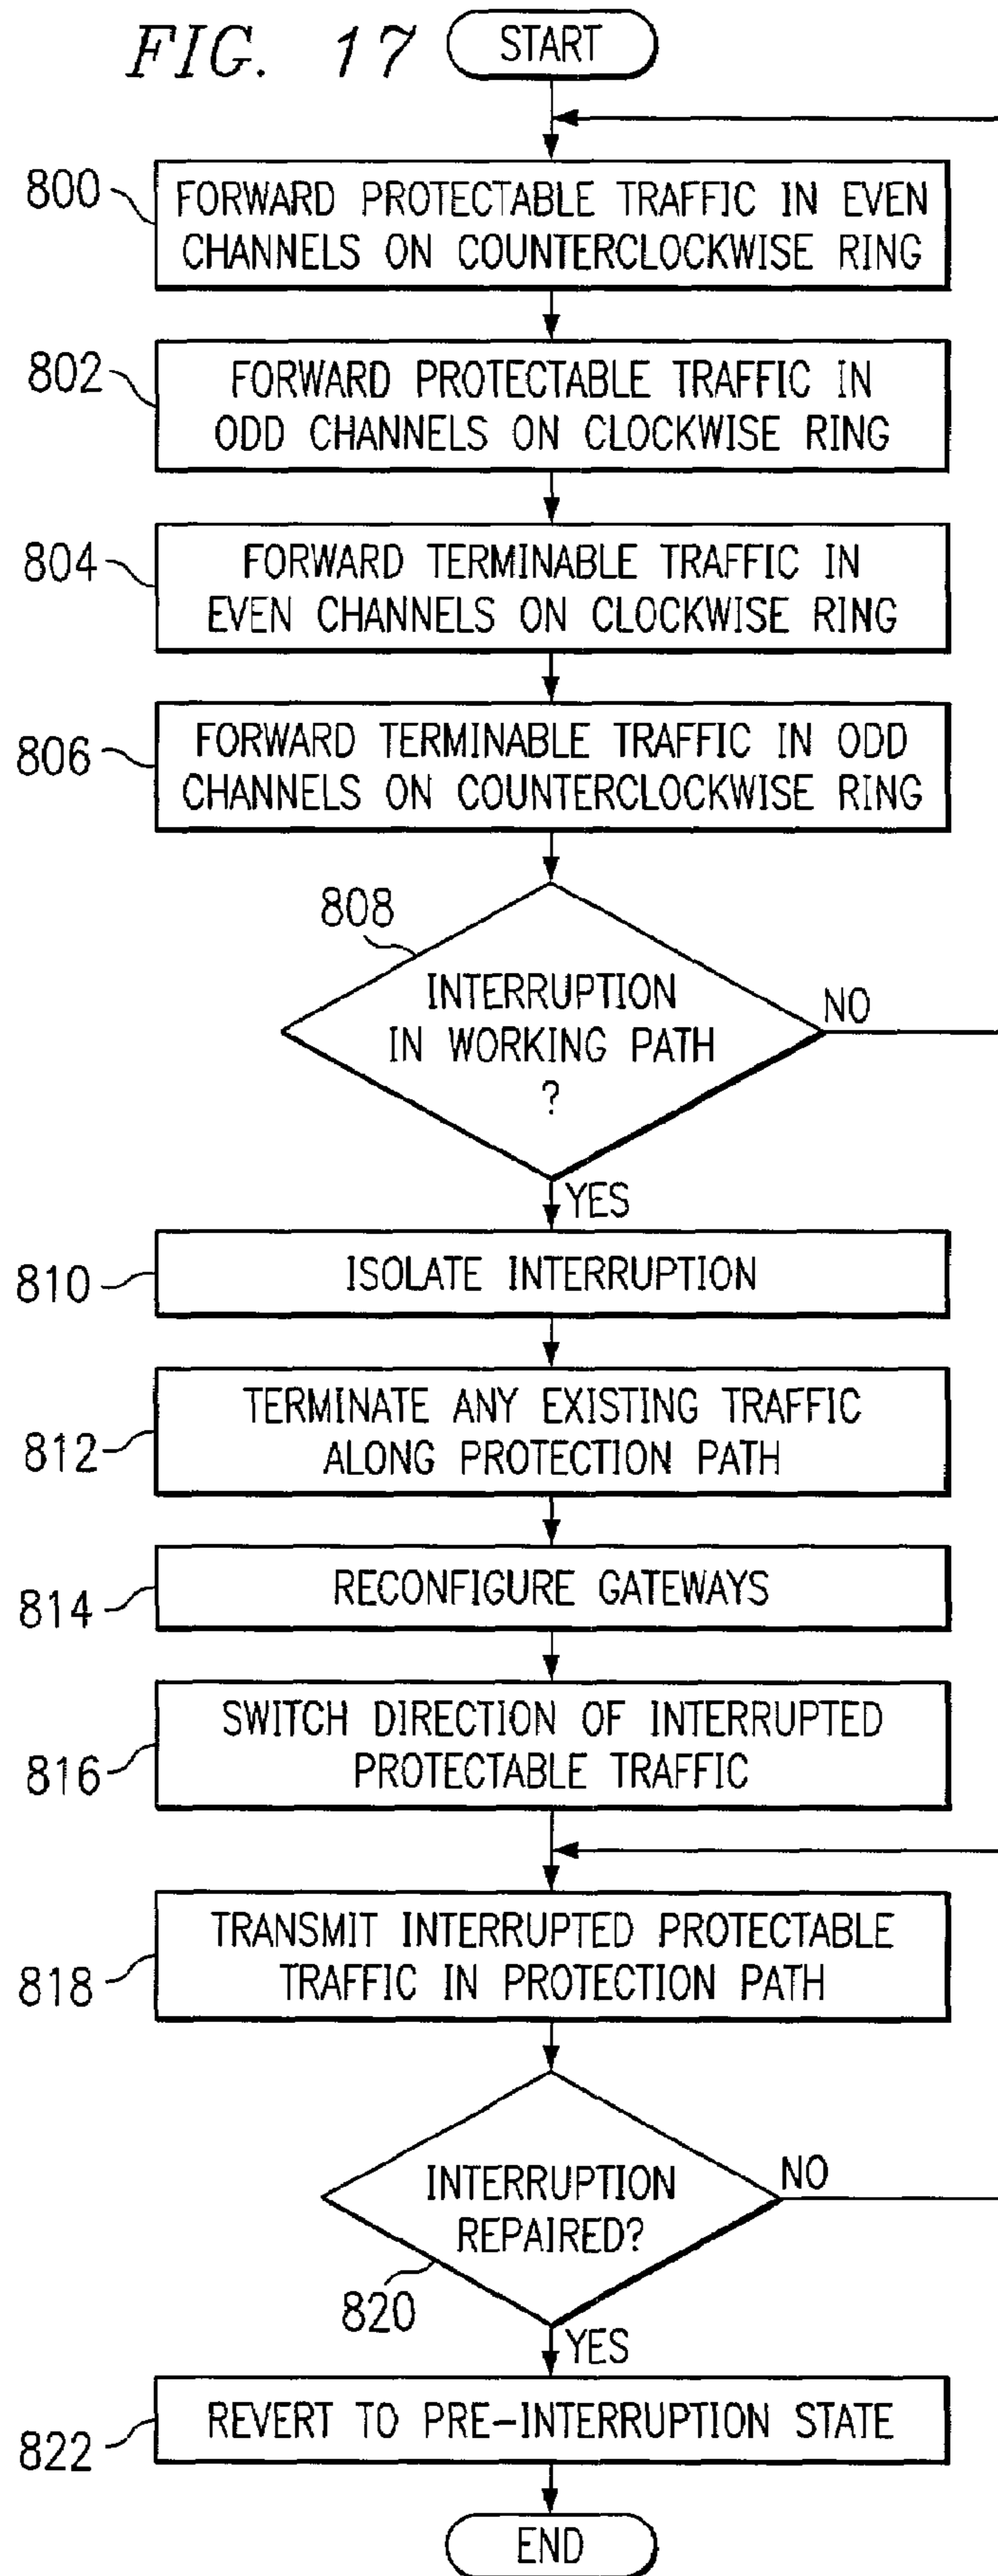 FIG. 17
START
800
FORWARD PROTECTABLE TRAFFIC IN EVEN
CHANNELS ON COUNTERCLOCKWISE RING
802
FORWARD PROTECTABLE TRAFFIC IN
ODD CHANNELS ON CLOCKWISE RING
804
FORWARD TERMINABLE TRAFFIC IN
EVEN CHANNELS ON CLOCKWISE RING
806
FORWARD TERMINABLE TRAFFIC IN ODD
CHANNELS ON COUNTERCLOCKWISE RING
808
INTERRUPTION
IN WORKING PATH
?
NO
YES
810
ISOLATE INTERRUPTION
812
TERMINATE ANY EXISTING TRAFFIC
ALONG PROTECTION PATH
814
RECONFIGURE GATEWAYS
816
SWITCH DIRECTION OF INTERRUPTED
PROTECTABLE TRAFFIC
818
TRANSMIT INTERRUPTED PROTECTABLE
TRAFFIC IN PROTECTION PATH
INTERRUPTION
REPAIRED?
NO
820
YES
822
REVERT TO PRE-INTERRUPTION STATE
END